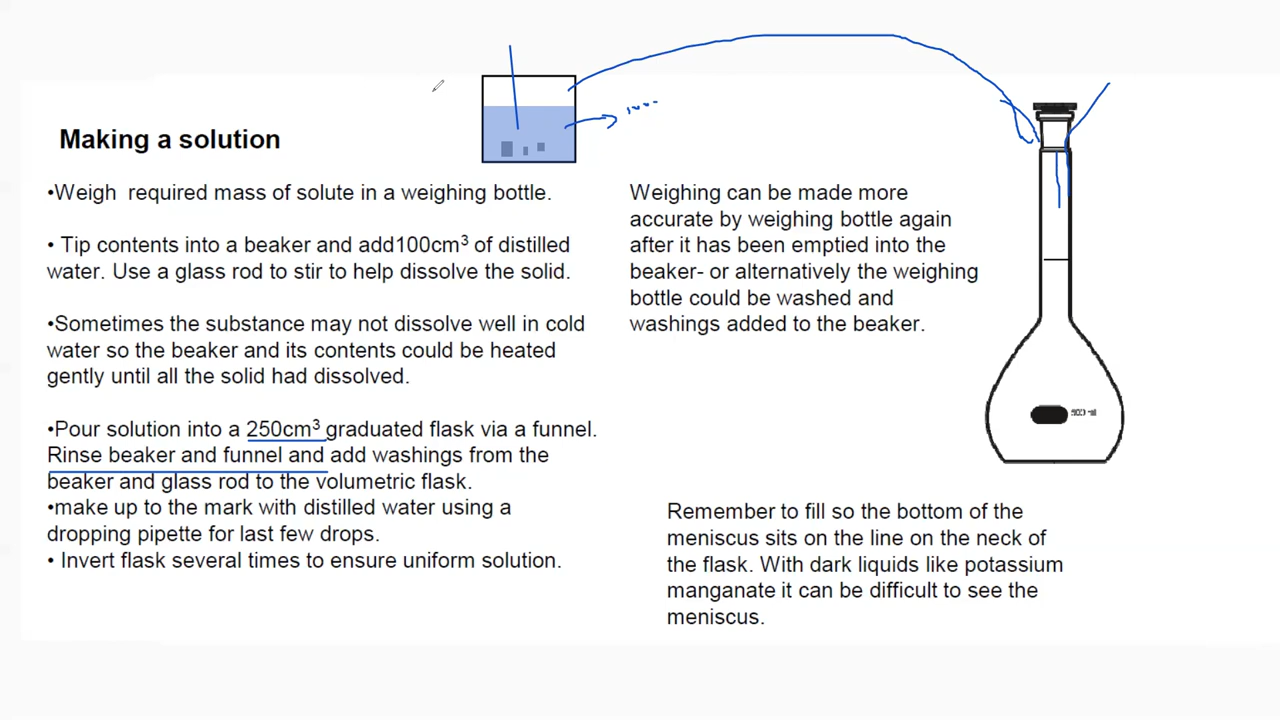 Making a solution
•Weigh required mass of solute in a weighing bottle.
• Tip contents into a beaker and add100cm³ of distilled
water. Use a glass rod to stir to help dissolve the solid.
•Sometimes the substance may not dissolve well in cold
water so the beaker and its contents could be heated
gently until all the solid had dissolved.
•Pour solution into a 250cm³ graduated flask via a funnel.
Rinse beaker and funnel and add washings from the
beaker and glass rod to the volumetric flask.
•make up to the mark with distilled water using a
dropping pipette for last few drops.
• Invert flask several times to ensure uniform solution.
Weighing can be made more
accurate by weighing bottle again
after it has been emptied into the
beaker- or alternatively the weighing
bottle could be washed and
washings added to the beaker.
Remember to fill so the bottom of the
meniscus sits on the line on the neck of
the flask. With dark liquids like potassium
manganate it can be difficult to see the
meniscus.